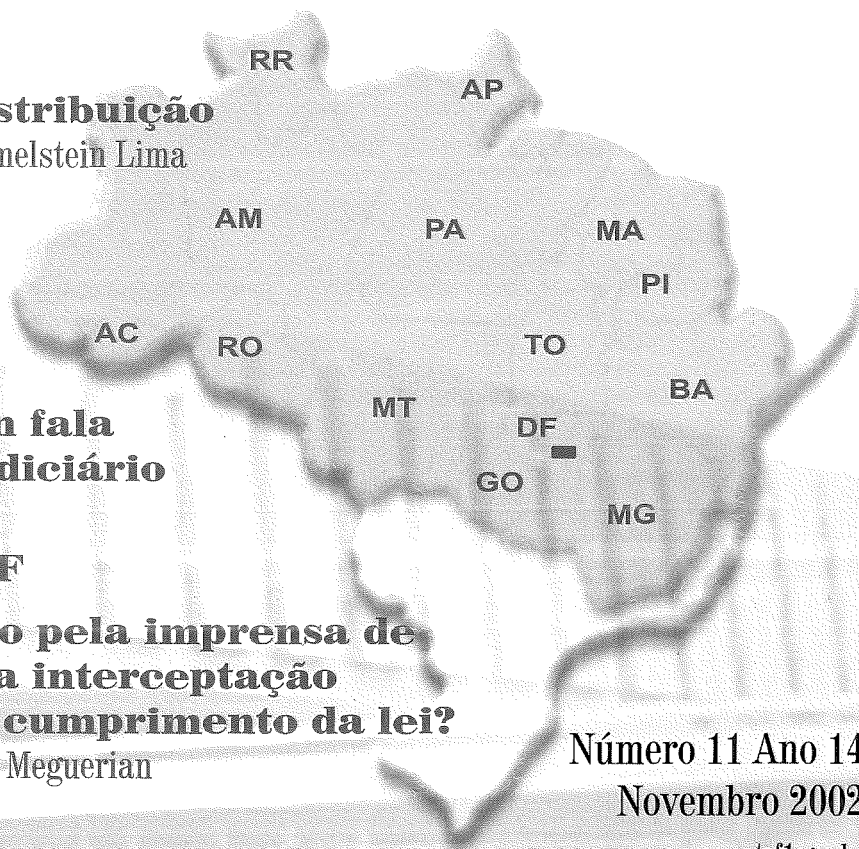 RR
AP
stribuição
melstein Lima
AM
PA
MA
PI
AC
RO
TO
BA
MT
DF
n fala
diciário
GO
MG
F
o pela imprensa de
a interceptação
cumprimento da lei?
Meguerian
Número 11 Ano 14
Novembro 2002